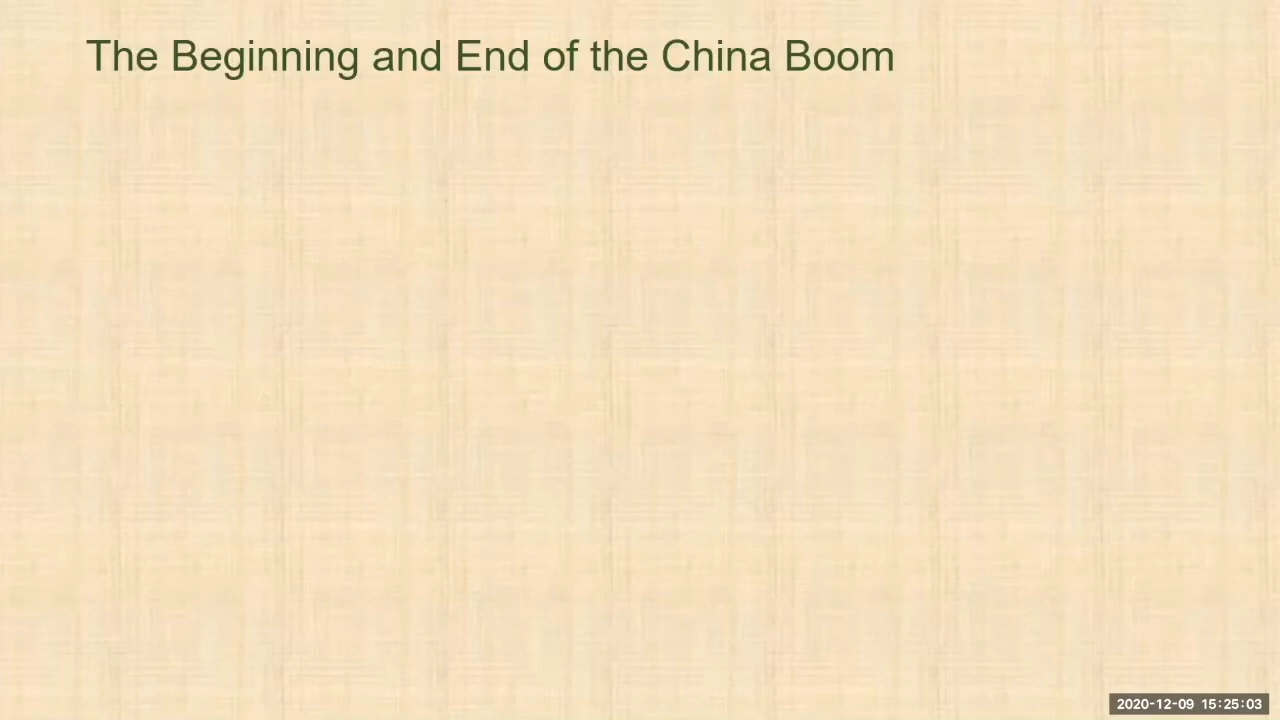 The Beginning and End of the China Boom
2020-12-09 15:25:03